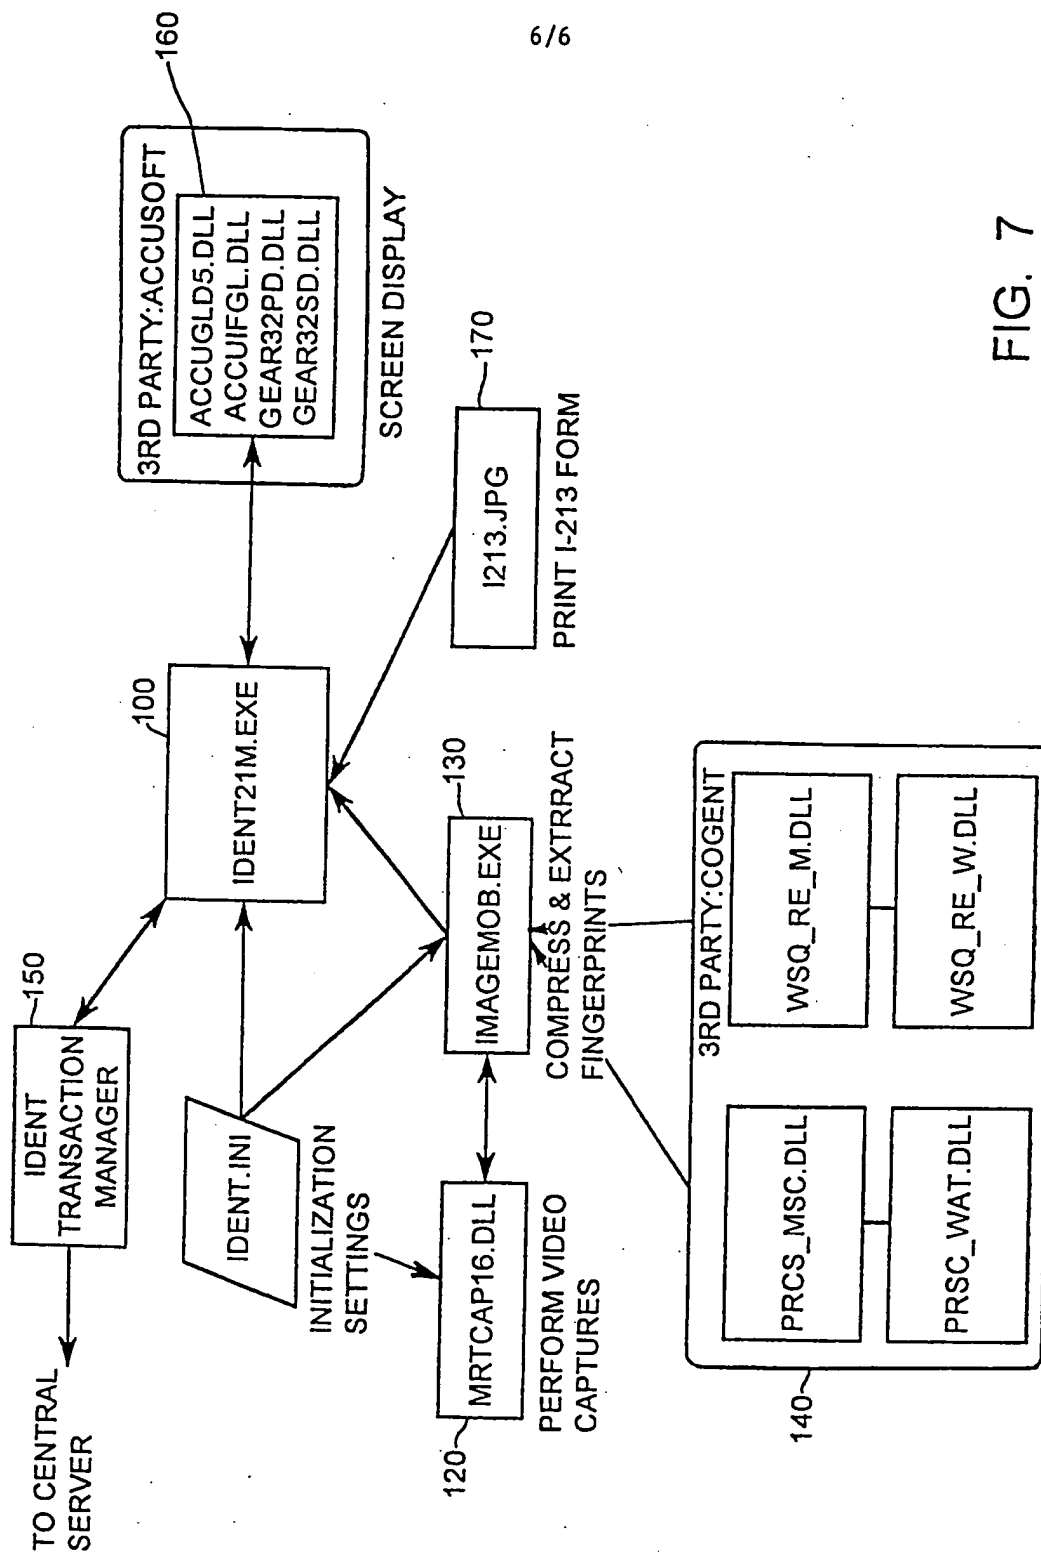 9/9
TO CENTRAL
SERVER
150
IDENT
TRANSACTION
MANAGER
100
IDENT21M.EXE
160
3RD PARTY:ACCUSOFT
ACCUGLD5.DLL
ACCUIFGL.DLL
GEAR32PD.DLL
GEAR32SD.DLL
SCREEN DISPLAY
IDENT.INI
INITIALIZATION
SETTINGS
170
I213.JPG
PRINT I-213 FORM
120
MRTCAP16.DLL
PERFORM VIDEO
CAPTURES
130
IMAGEMOB.EXE
COMPRESS & EXTRRACT
FINGERPRINTS
140
3RD PARTY:COGENT
PRCS_MSC.DLL
PRSC_WAT.DLL
WSQ_RE_M.DLL
WSQ_RE_W.DLL
FIG. 7